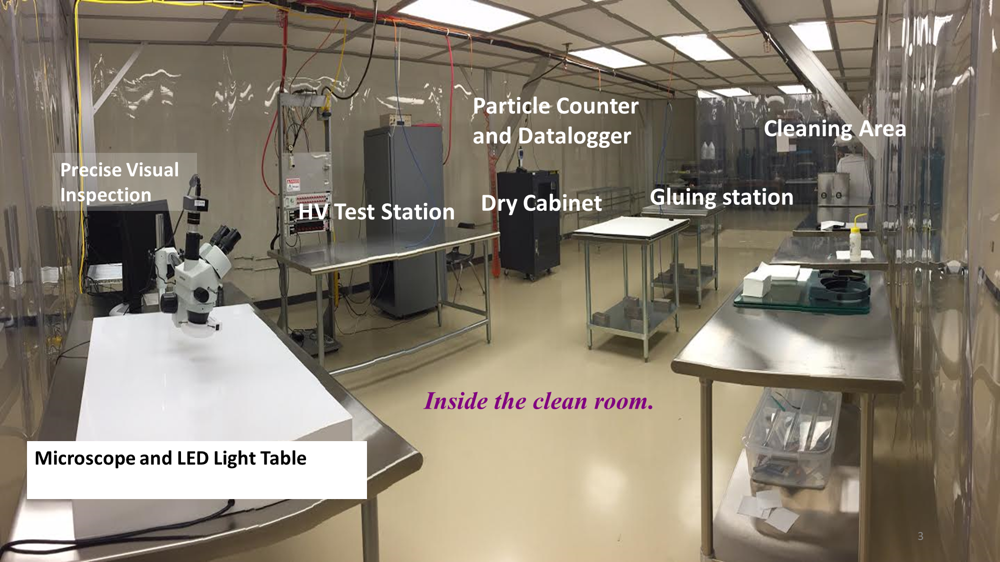 Particle Counter
and Datalogger
Cleaning Area
Precise Visual
Inspection
HV Test Station
Dry Cabinet
Gluing station
Inside the clean room.
Microscope and LED Light Table
3